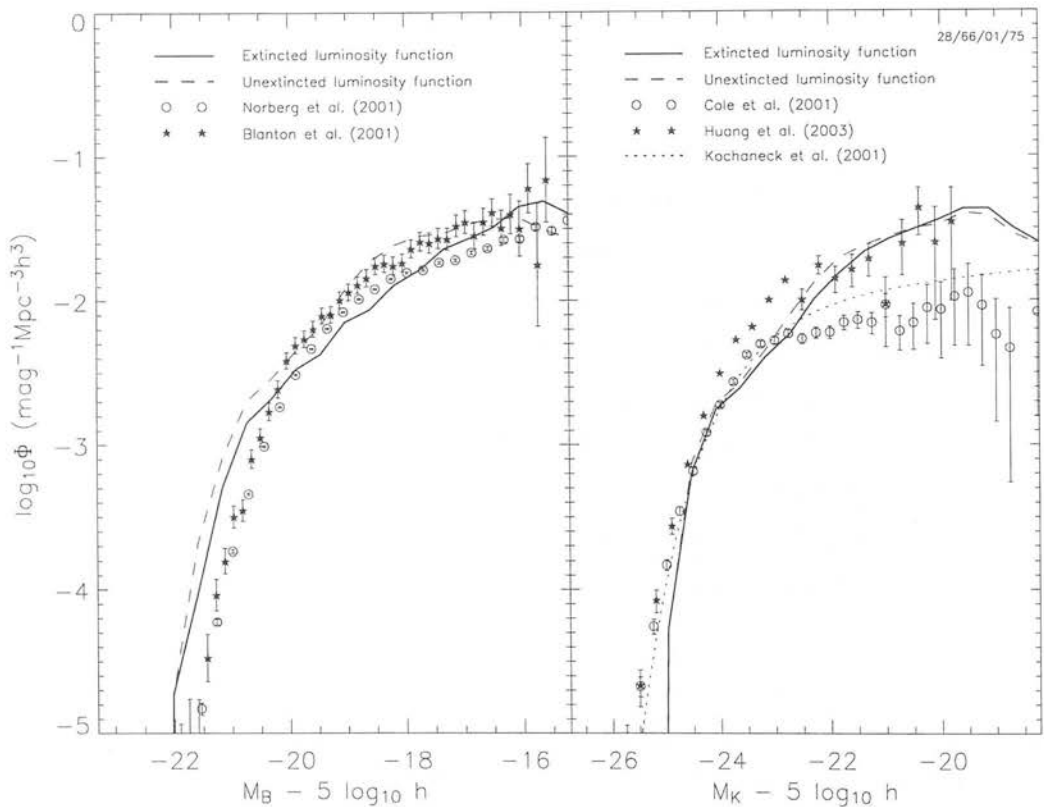 0
−1
−2
−3
−4
−5
log₁₀Φ (mag⁻¹Mpc⁻³h³)
Extincted luminosity function
Unextincted luminosity function
Norberg et al. (2001)
Blanton et al. (2001)
−22
−20
−18
−16
M_B − 5 log₁₀ h
28/66/01/75
Extincted luminosity function
Unextincted luminosity function
Cole et al. (2001)
Huang et al. (2003)
Kochaneck et al. (2001)
−26
−24
−22
−20
M_K − 5 log₁₀ h